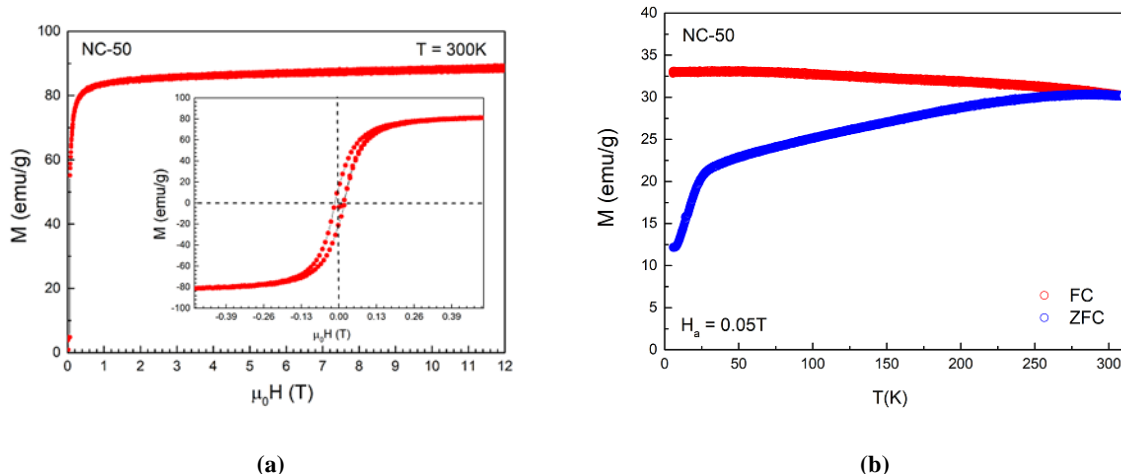 NC-50
T = 300K
M (emu/g)
100
80
60
40
20
0
0 1 2 3 4 5 6 7 8 9 10 11 12
μ0H (T)
M (emu/g)
100
80
60
40
20
0
-20
-40
-60
-80
-100
-0.39 -0.26 -0.13 0.00 0.13 0.26 0.39
μ0H (T)
(a)
NC-50
M (emu/g)
40
35
30
25
20
15
10
5
0
0 50 100 150 200 250 300
T(K)
Ha = 0.05T
FC
ZFC
(b)